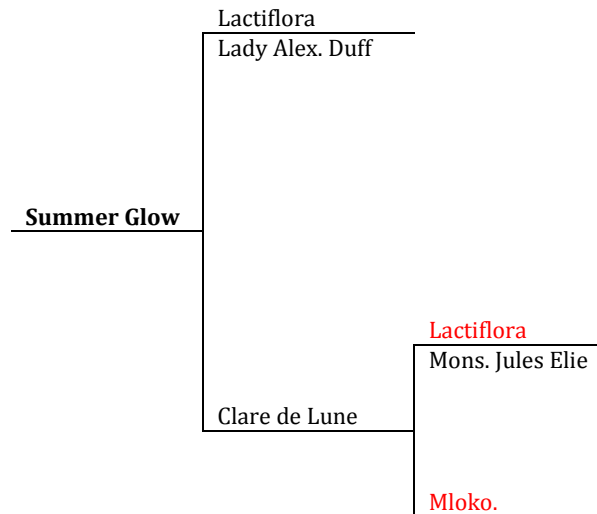 Lactiflora
Lady Alex. Duff
Summer Glow
Lactiflora
Mons. Jules Elie
Clare de Lune
Mloko.